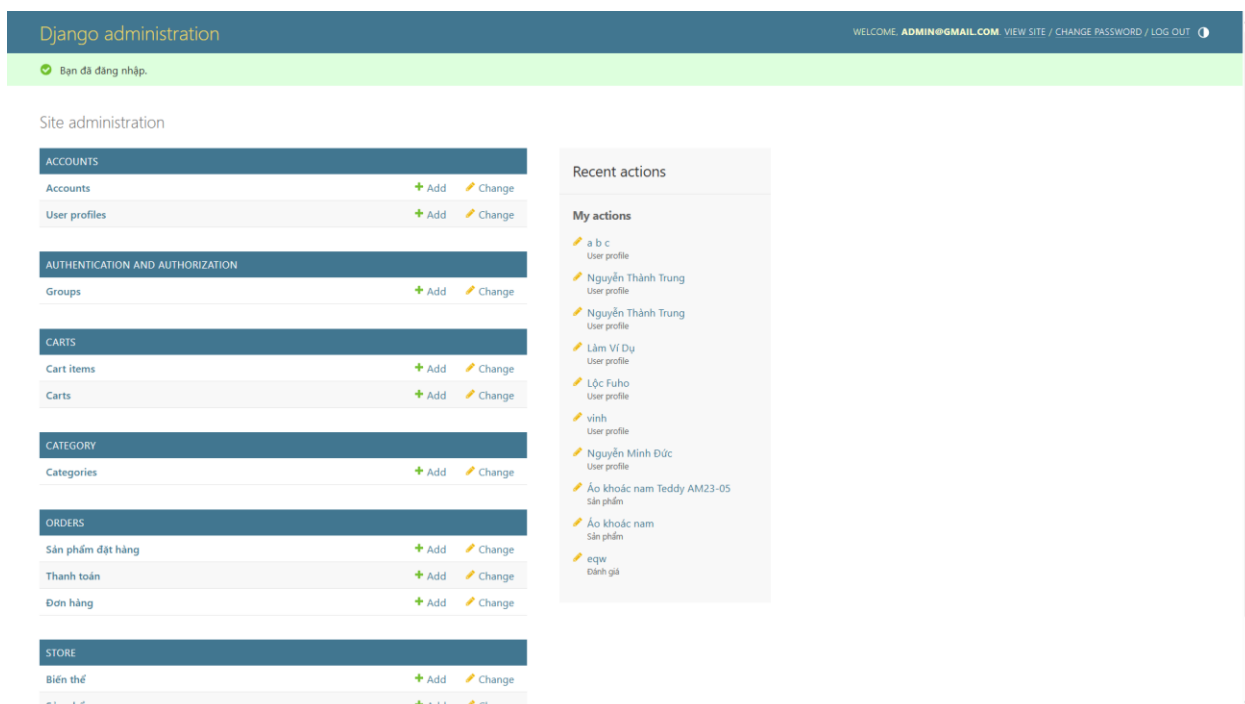 Django administration
WELCOME, ADMIN@GMAIL.COM. VIEW SITE / CHANGE PASSWORD / LOG OUT
Bạn đã đăng nhập.
Site administration
ACCOUNTS
Accounts Add Change
User profiles Add Change
AUTHENTICATION AND AUTHORIZATION
Groups Add Change
CARTS
Cart items Add Change
Carts Add Change
CATEGORY
Categories Add Change
ORDERS
Sản phẩm đặt hàng Add Change
Thanh toán Add Change
Đơn hàng Add Change
STORE
Biến thể Add Change
Recent actions
My actions
a b c
User profile
Nguyễn Thành Trung
User profile
Nguyễn Thành Trung
User profile
Làm Ví Dụ
User profile
Lộc Fuho
User profile
vinh
User profile
Nguyễn Minh Đức
User profile
Áo khoác nam Teddy AM23-05
Sản phẩm
Áo khoác nam
Sản phẩm
eqw
Đánh giá